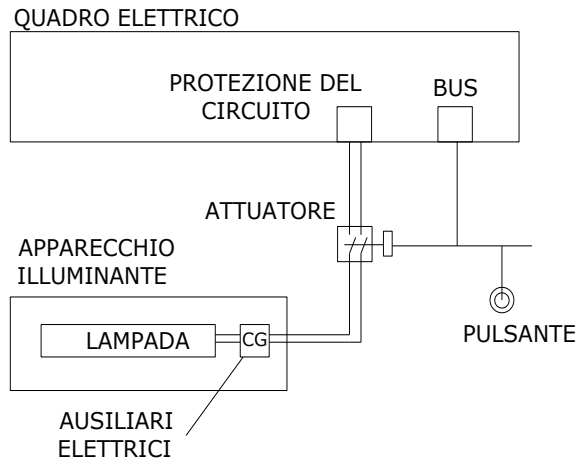 QUADRO ELETTRICO
PROTEZIONE DEL
CIRCUITO
BUS
ATTUATORE
APPARECCHIO
ILLUMINANTE
LAMPADA
CG
PULSANTE
AUSILIARI
ELETTRICI